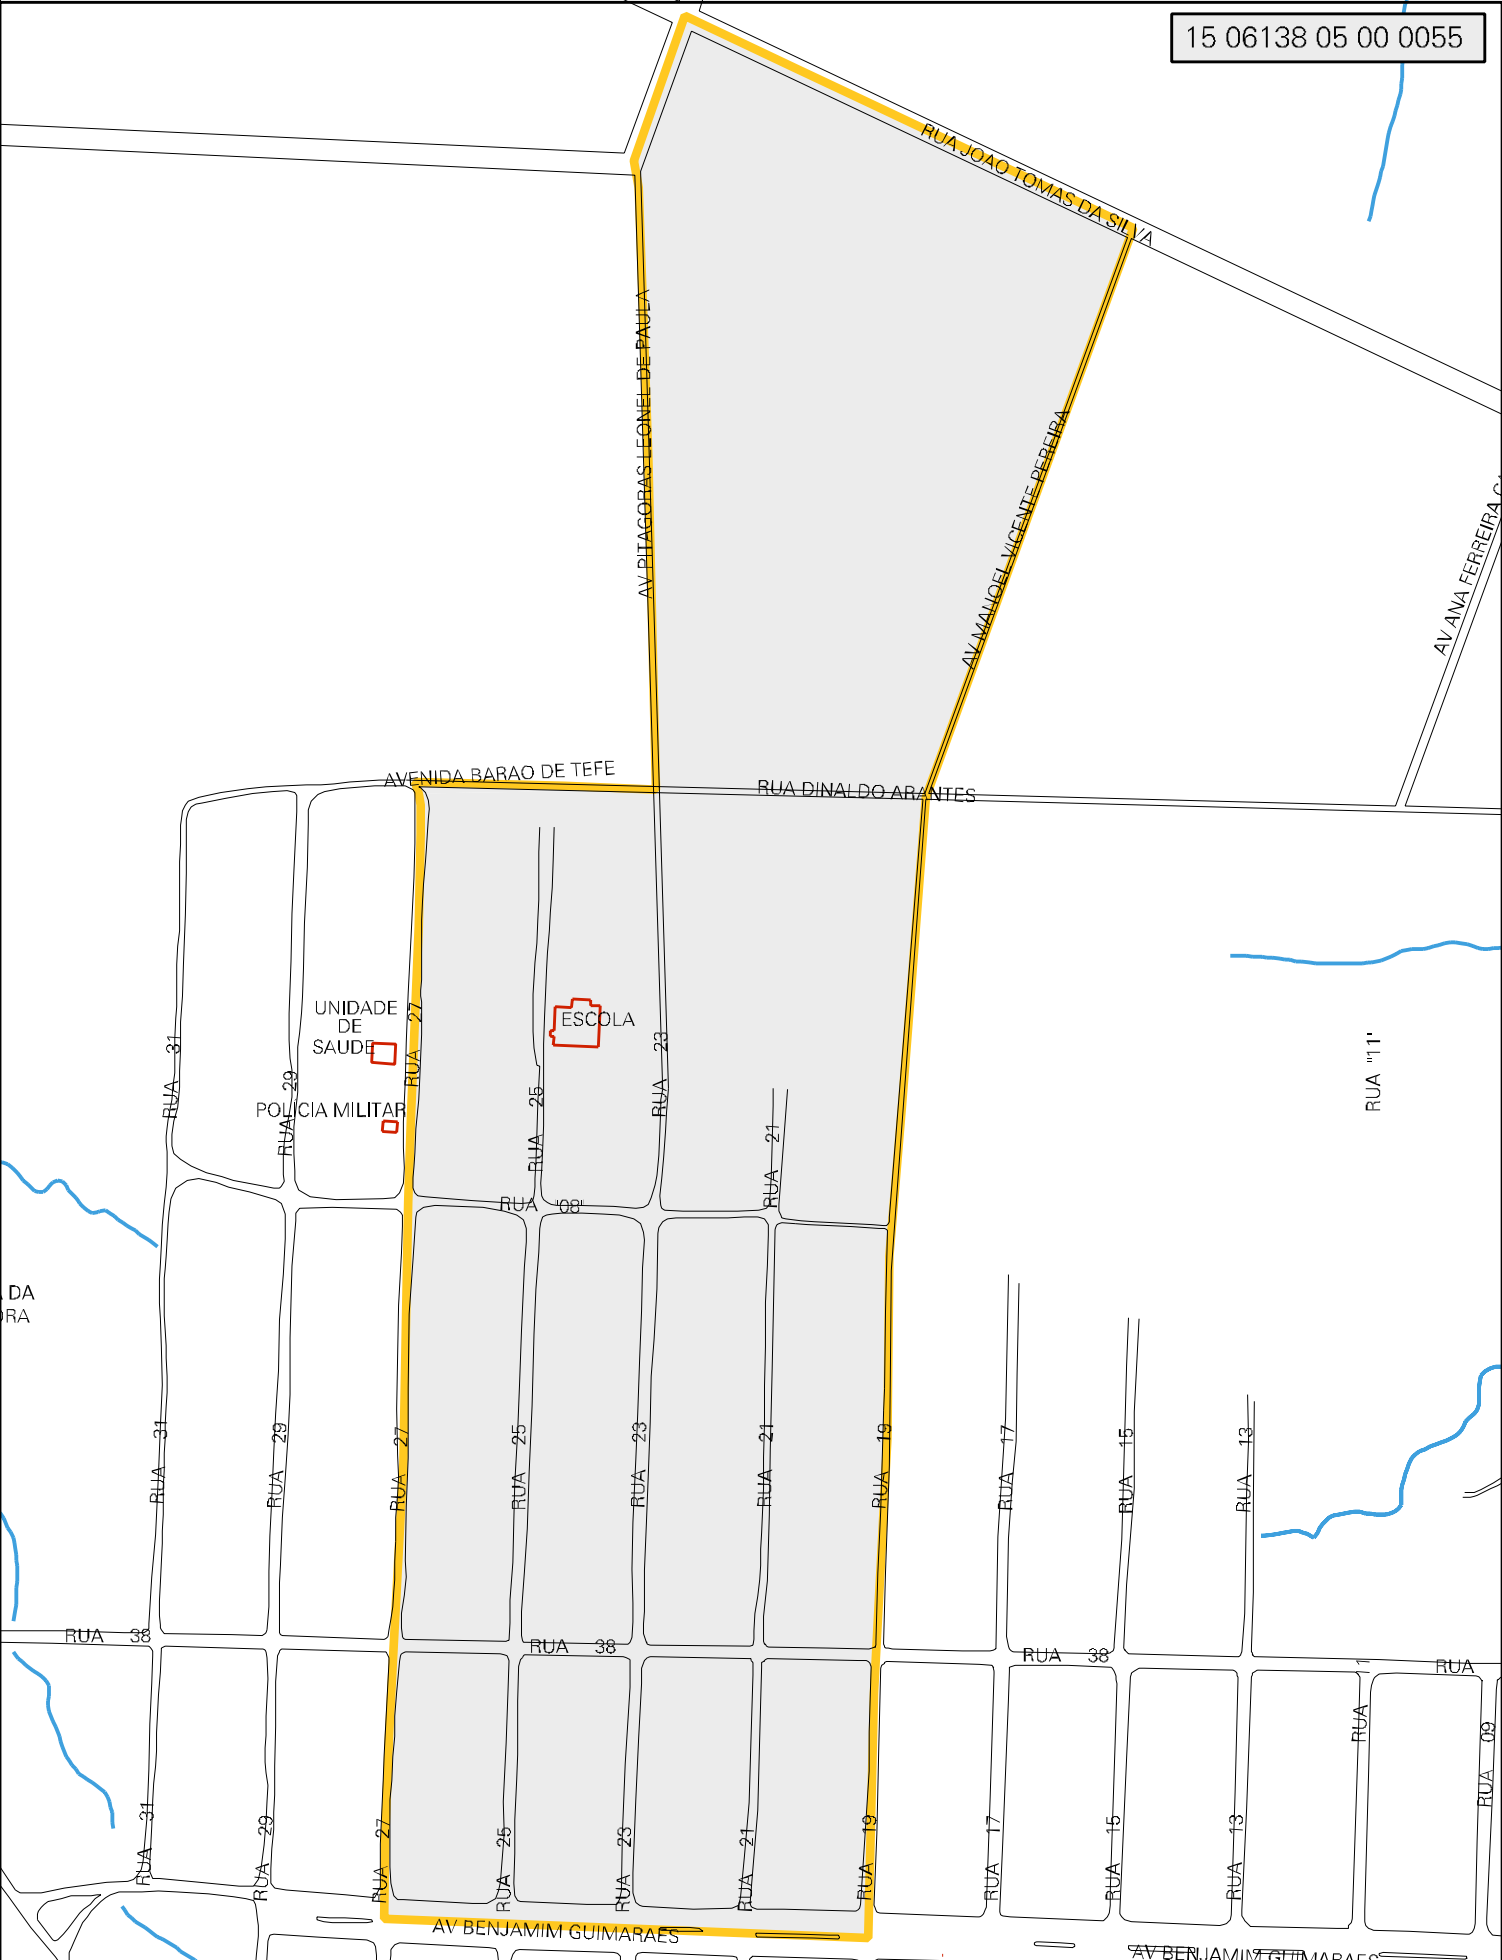 15 06138 05 00 0055
RUA JOAO TOMAS DA SILVA
AV PITAGORAS LEONEL DE PAULA
AV MANOEL VICENTE PEREIRA
AV ANA FERREIRA
AVENIDA BARAO DE TEFE
RUA DINALDO ARANTES
UNIDADE
DE
SAUDE
ESCOLA
POLICIA MILITAR
RUA 31
RUA 29
RUA 27
RUA 25
RUA 23
RUA 21
RUA "11'
RUA "08"
DA
RUA 31
RUA 29
RUA 27
RUA 25
RUA 23
RUA 21
RUA 19
RUA 17
RUA 15
RUA 13
RUA 38
RUA 38
RUA 38
RUA
RUA 31
RUA 29
RUA 27
RUA 25
RUA 23
RUA 21
RUA 19
RUA 17
RUA 15
RUA 13
RUA
RUA 09
AV BENJAMIM GUIMARAES
AV BENJAMIM GUIMARAES